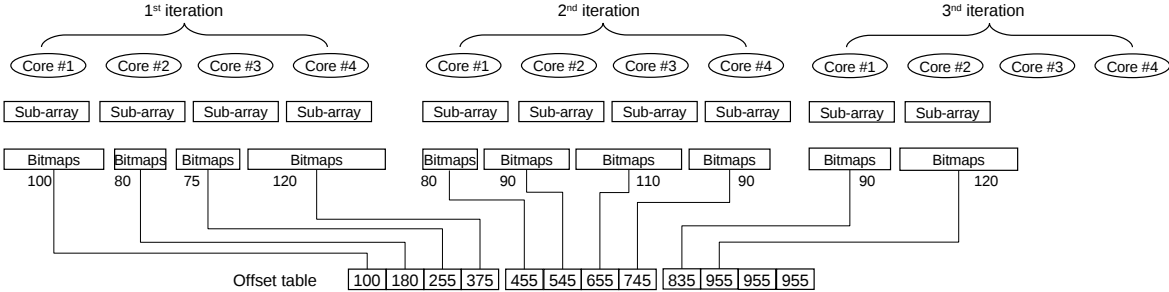 1st iteration 2nd iteration 3nd iteration
Core #1 Core #2 Core #3 Core #4 Core #1 Core #2 Core #3 Core #4 Core #1 Core #2 Core #3 Core #4
Sub-array Sub-array Sub-array Sub-array Sub-array Sub-array Sub-array Sub-array Sub-array Sub-array
Bitmaps Bitmaps Bitmaps Bitmaps Bitmaps Bitmaps Bitmaps Bitmaps Bitmaps Bitmaps
100 80 75 120 80 90 110 90 90 120
Offset table 100 180 255 375 455 545 655 745 835 955 955 955